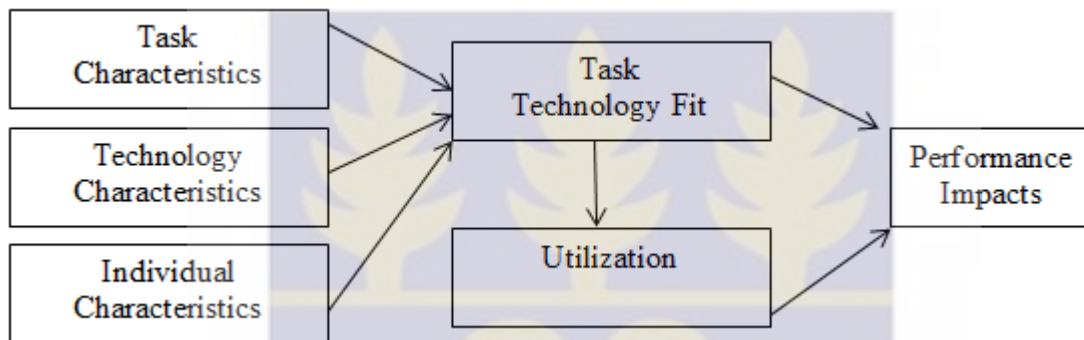 Task
Characteristics
Technology
Characteristics
Individual
Characteristics
Task
Technology Fit
Utilization
Performance
Impacts